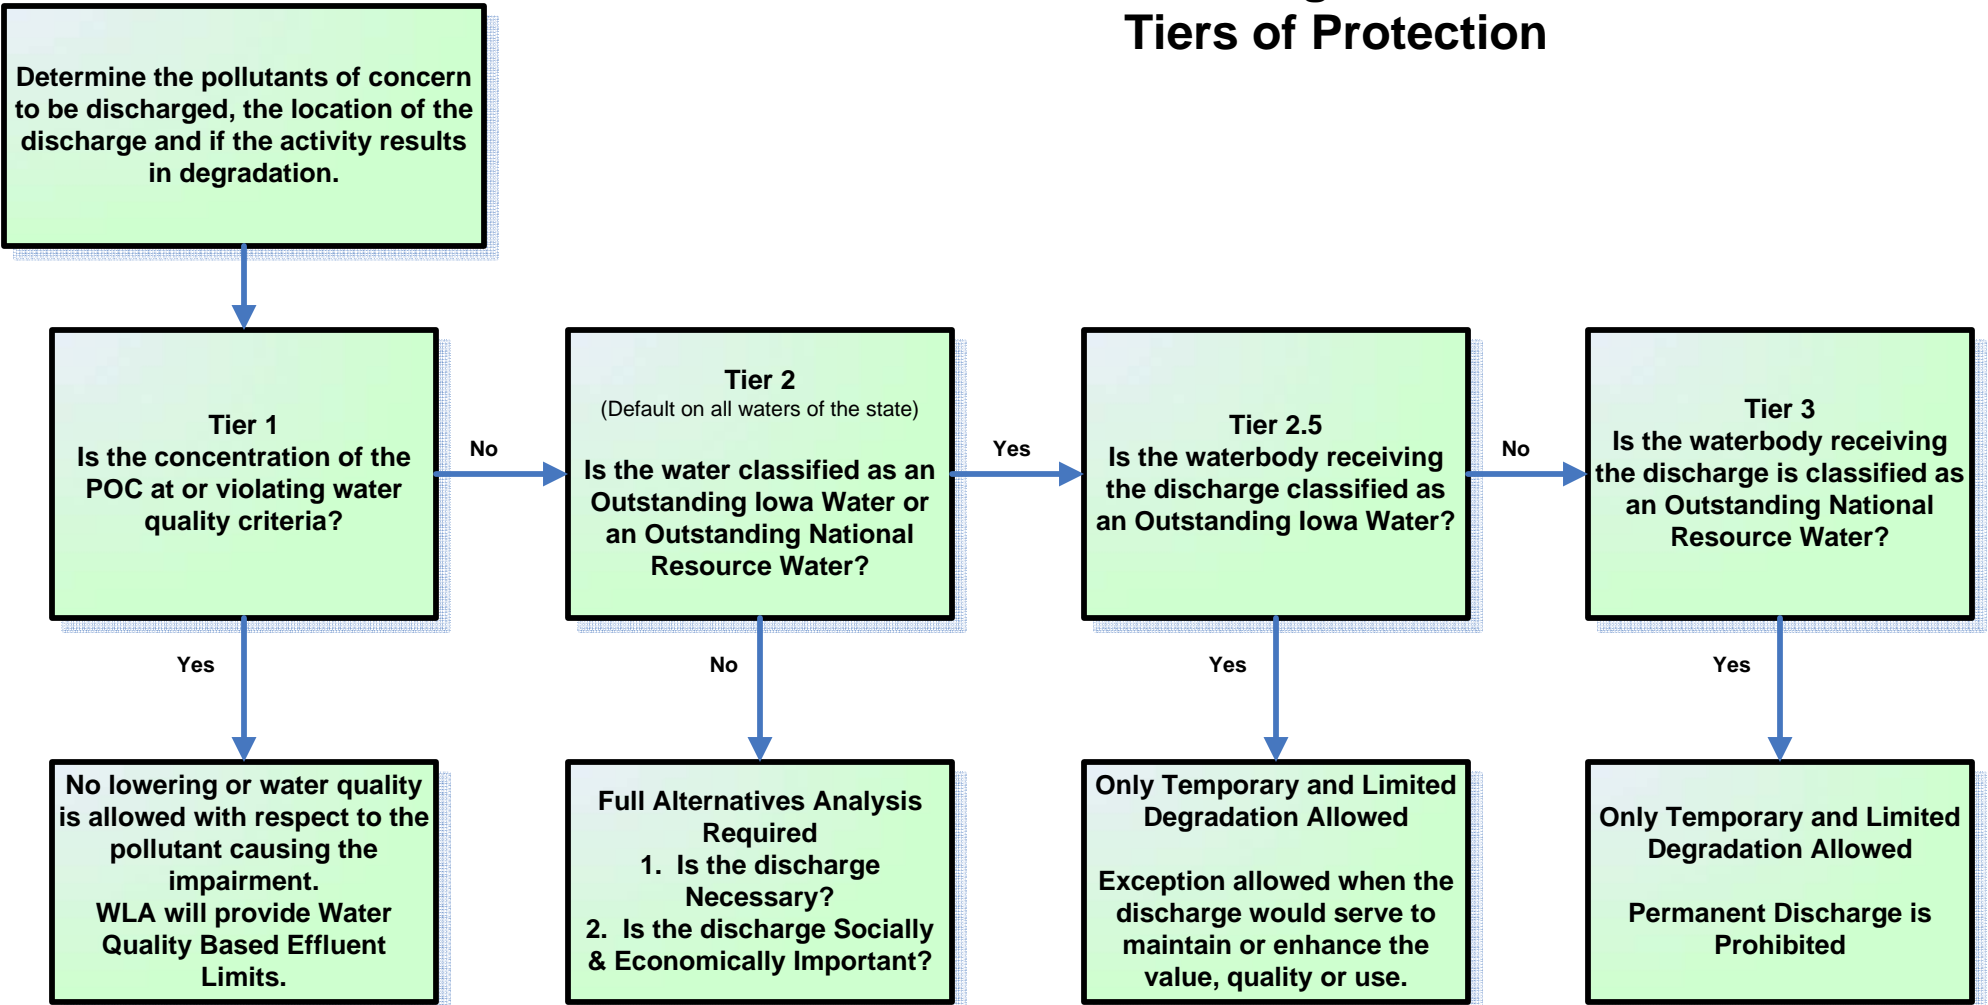 Tiers of Protection
Determine the pollutants of concern
to be discharged, the location of the
discharge and if the activity results
in degradation.
Tier 1
Is the concentration of the
POC at or violating water
quality criteria?
No
Tier 2
(Default on all waters of the state)
Is the water classified as an
Outstanding Iowa Water or
an Outstanding National
Resource Water?
Yes
Tier 2.5
Is the waterbody receiving
the discharge classified as
an Outstanding Iowa Water?
No
Tier 3
Is the waterbody receiving
the discharge is classified as
an Outstanding National
Resource Water?
Yes
No
Yes
Yes
No lowering or water quality
is allowed with respect to the
pollutant causing the
impairment.
WLA will provide Water
Quality Based Effluent
Limits.
Full Alternatives Analysis
Required
1. Is the discharge
Necessary?
2. Is the discharge Socially
& Economically Important?
Only Temporary and Limited
Degradation Allowed
Exception allowed when the
discharge would serve to
maintain or enhance the
value, quality or use.
Only Temporary and Limited
Degradation Allowed
Permanent Discharge is
Prohibited